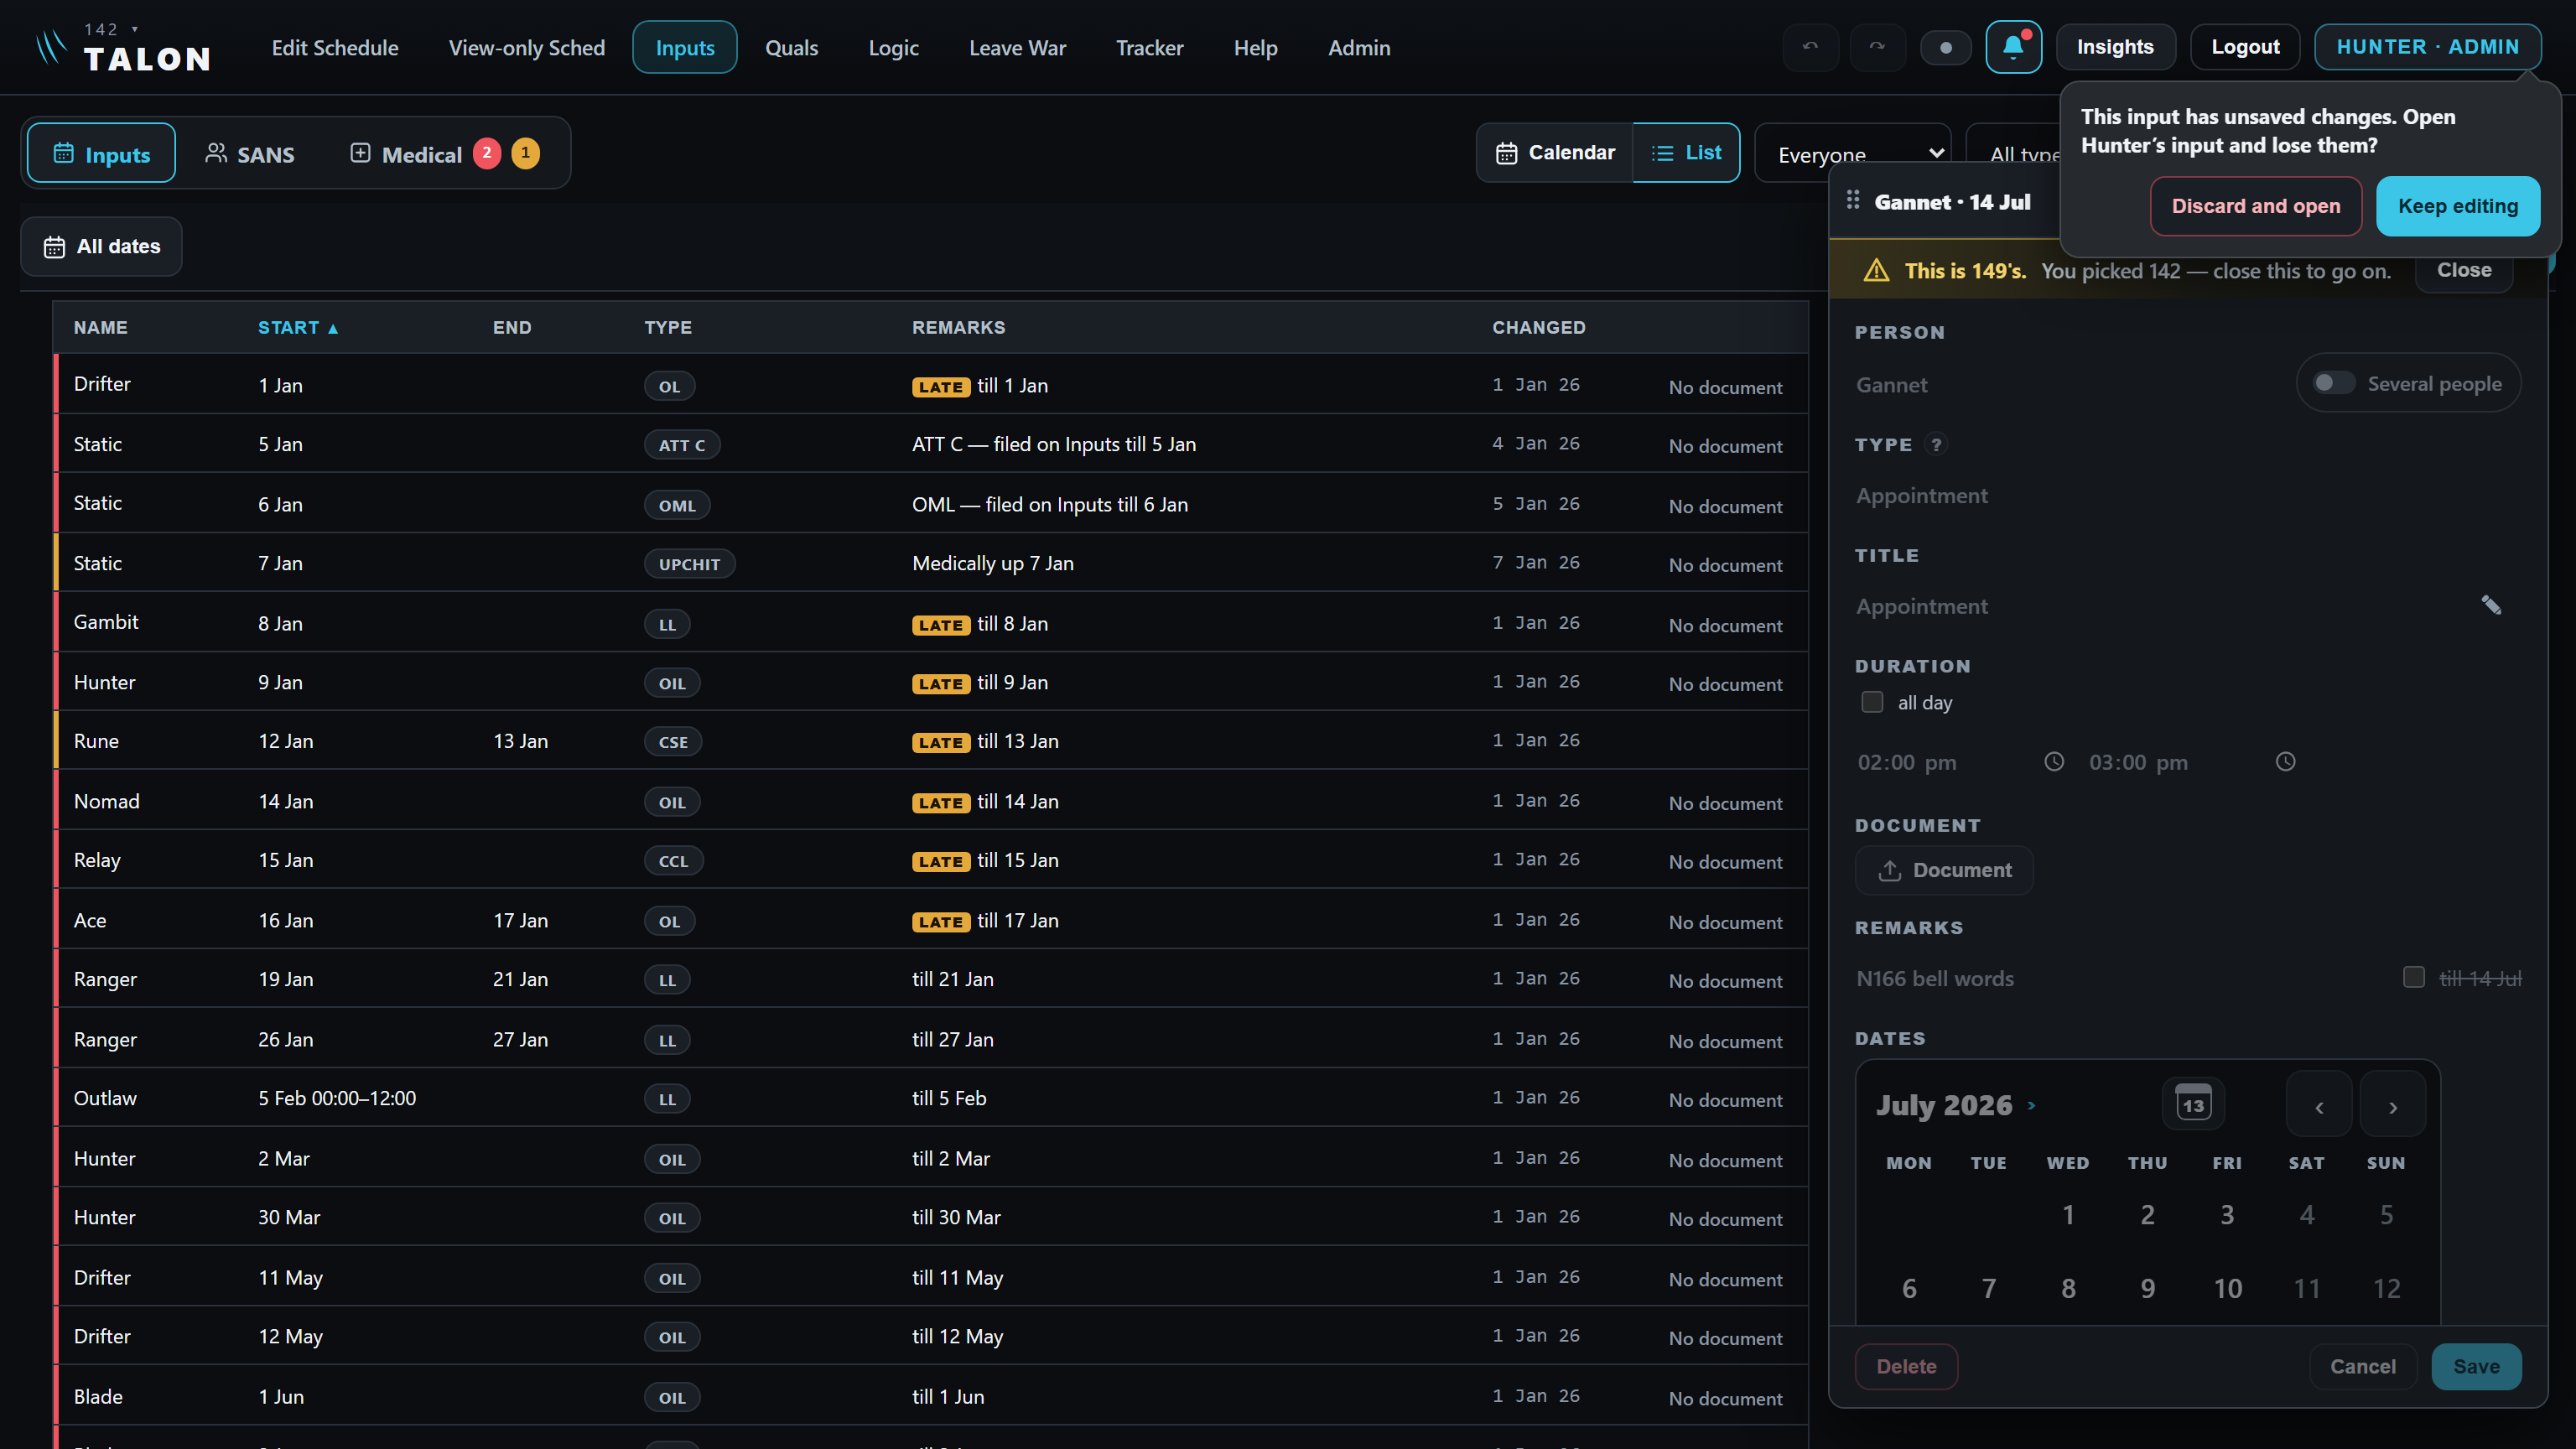 142 ▾
TALON
Edit Schedule
View-only Sched
Inputs
Quals
Logic
Leave War
Tracker
Help
Admin
Insights
Logout
HUNTER · ADMIN
This input has unsaved changes. Open
Hunter’s input and lose them?
Discard and open
Keep editing
Inputs
SANS
Medical 2 1
Calendar
List
Everyone
All type
All dates
Gannet · 14 Jul
This is 149's. You picked 142 — close this to go on.
Close
NAME START ▲ END TYPE REMARKS CHANGED
Drifter 1 Jan OL LATE till 1 Jan 1 Jan 26 No document
Static 5 Jan ATT C ATT C — filed on Inputs till 5 Jan 4 Jan 26 No document
Static 6 Jan OML OML — filed on Inputs till 6 Jan 5 Jan 26 No document
Static 7 Jan UPCHIT Medically up 7 Jan 7 Jan 26 No document
Gambit 8 Jan LL LATE till 8 Jan 1 Jan 26 No document
Hunter 9 Jan OIL LATE till 9 Jan 1 Jan 26 No document
Rune 12 Jan 13 Jan CSE LATE till 13 Jan 1 Jan 26
Nomad 14 Jan OIL LATE till 14 Jan 1 Jan 26 No document
Relay 15 Jan CCL LATE till 15 Jan 1 Jan 26 No document
Ace 16 Jan 17 Jan OL LATE till 17 Jan 1 Jan 26 No document
Ranger 19 Jan 21 Jan LL till 21 Jan 1 Jan 26 No document
Ranger 26 Jan 27 Jan LL till 27 Jan 1 Jan 26 No document
Outlaw 5 Feb 00:00–12:00 LL till 5 Feb 1 Jan 26 No document
Hunter 2 Mar OIL till 2 Mar 1 Jan 26 No document
Hunter 30 Mar OIL till 30 Mar 1 Jan 26 No document
Drifter 11 May OIL till 11 May 1 Jan 26 No document
Drifter 12 May OIL till 12 May 1 Jan 26 No document
Blade 1 Jun OIL till 1 Jun 1 Jan 26 No document
PERSON
Gannet
Several people
TYPE ?
Appointment
TITLE
Appointment
DURATION
all day
02:00 pm 03:00 pm
DOCUMENT
Document
REMARKS
N166 bell words
till 14 Jul
DATES
July 2026 ›
13
‹ ›
MON TUE WED THU FRI SAT SUN
1 2 3 4 5
6 7 8 9 10 11 12
Delete
Cancel
Save